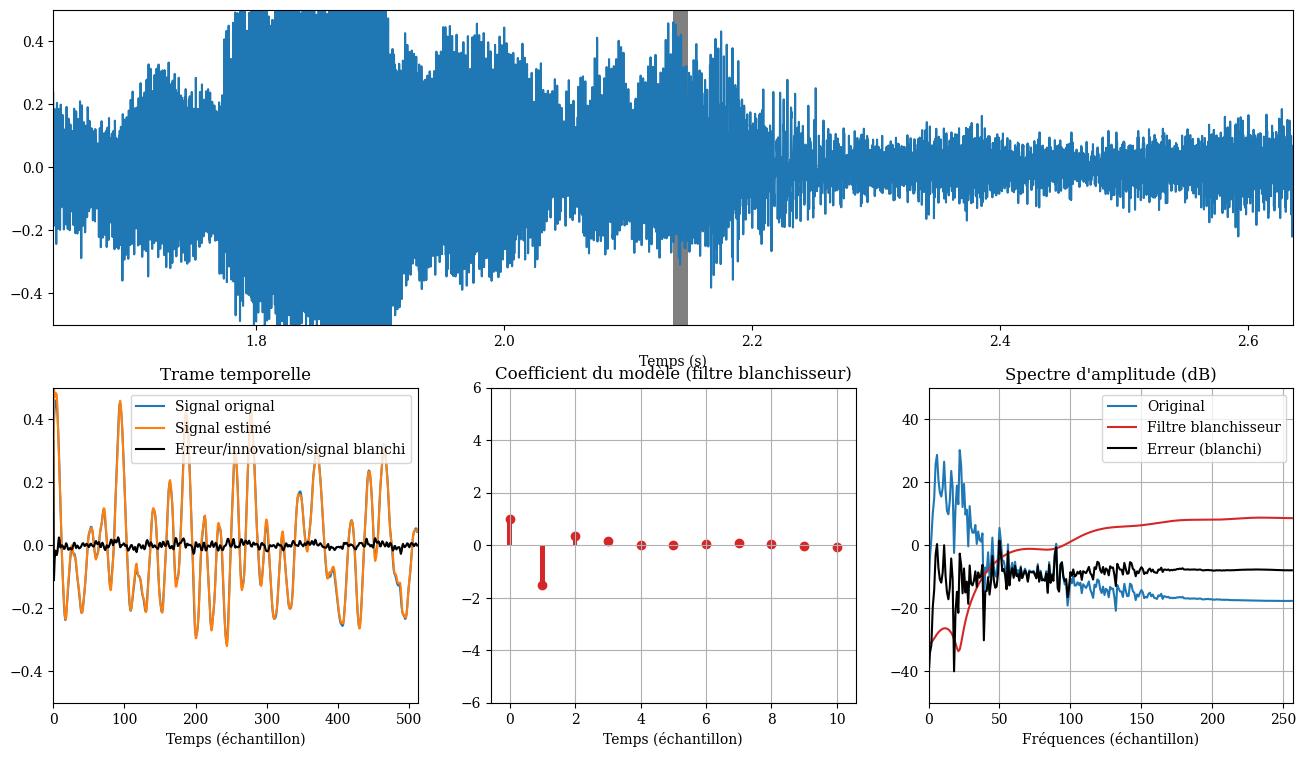 0.4
0.2
0.0
−0.2
−0.4
1.8 2.0 2.2 2.4 2.6
Temps (s)
Trame temporelle
Signal orignal
Signal estimé
Erreur/innovation/signal blanchi
0.4
0.2
0.0
−0.2
−0.4
0 100 200 300 400 500
Temps (échantillon)
Coefficient du modèle (filtre blanchisseur)
6
4
2
0
−2
−4
−6
0 2 4 6 8 10
Temps (échantillon)
Spectre d'amplitude (dB)
Original
Filtre blanchisseur
Erreur (blanchi)
40
20
0
−20
−40
0 50 100 150 200 250
Fréquences (échantillon)